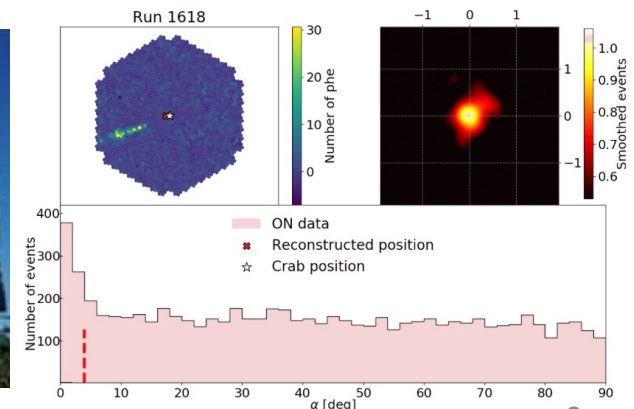 Run 1618
30
20
10
0
Number of phe
−1 0 1
1
0
−1
1.0
0.9
0.8
0.7
0.6
Smoothed events
400
300
200
100
Number of events
ON data
Reconstructed position
Crab position
0 10 20 30 40 50 60 70 80 90
α [deg]